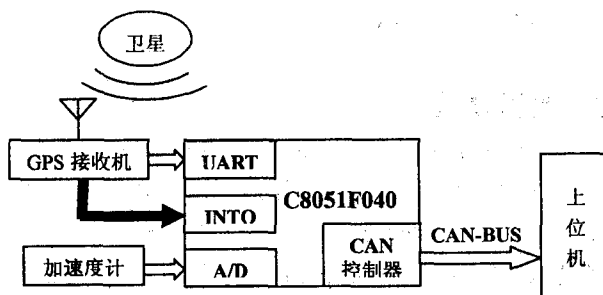 卫星
GPS 接收机
UART
INTO
C8051F040
加速度计
A/D
CAN
控制器
CAN-BUS
上
位
机